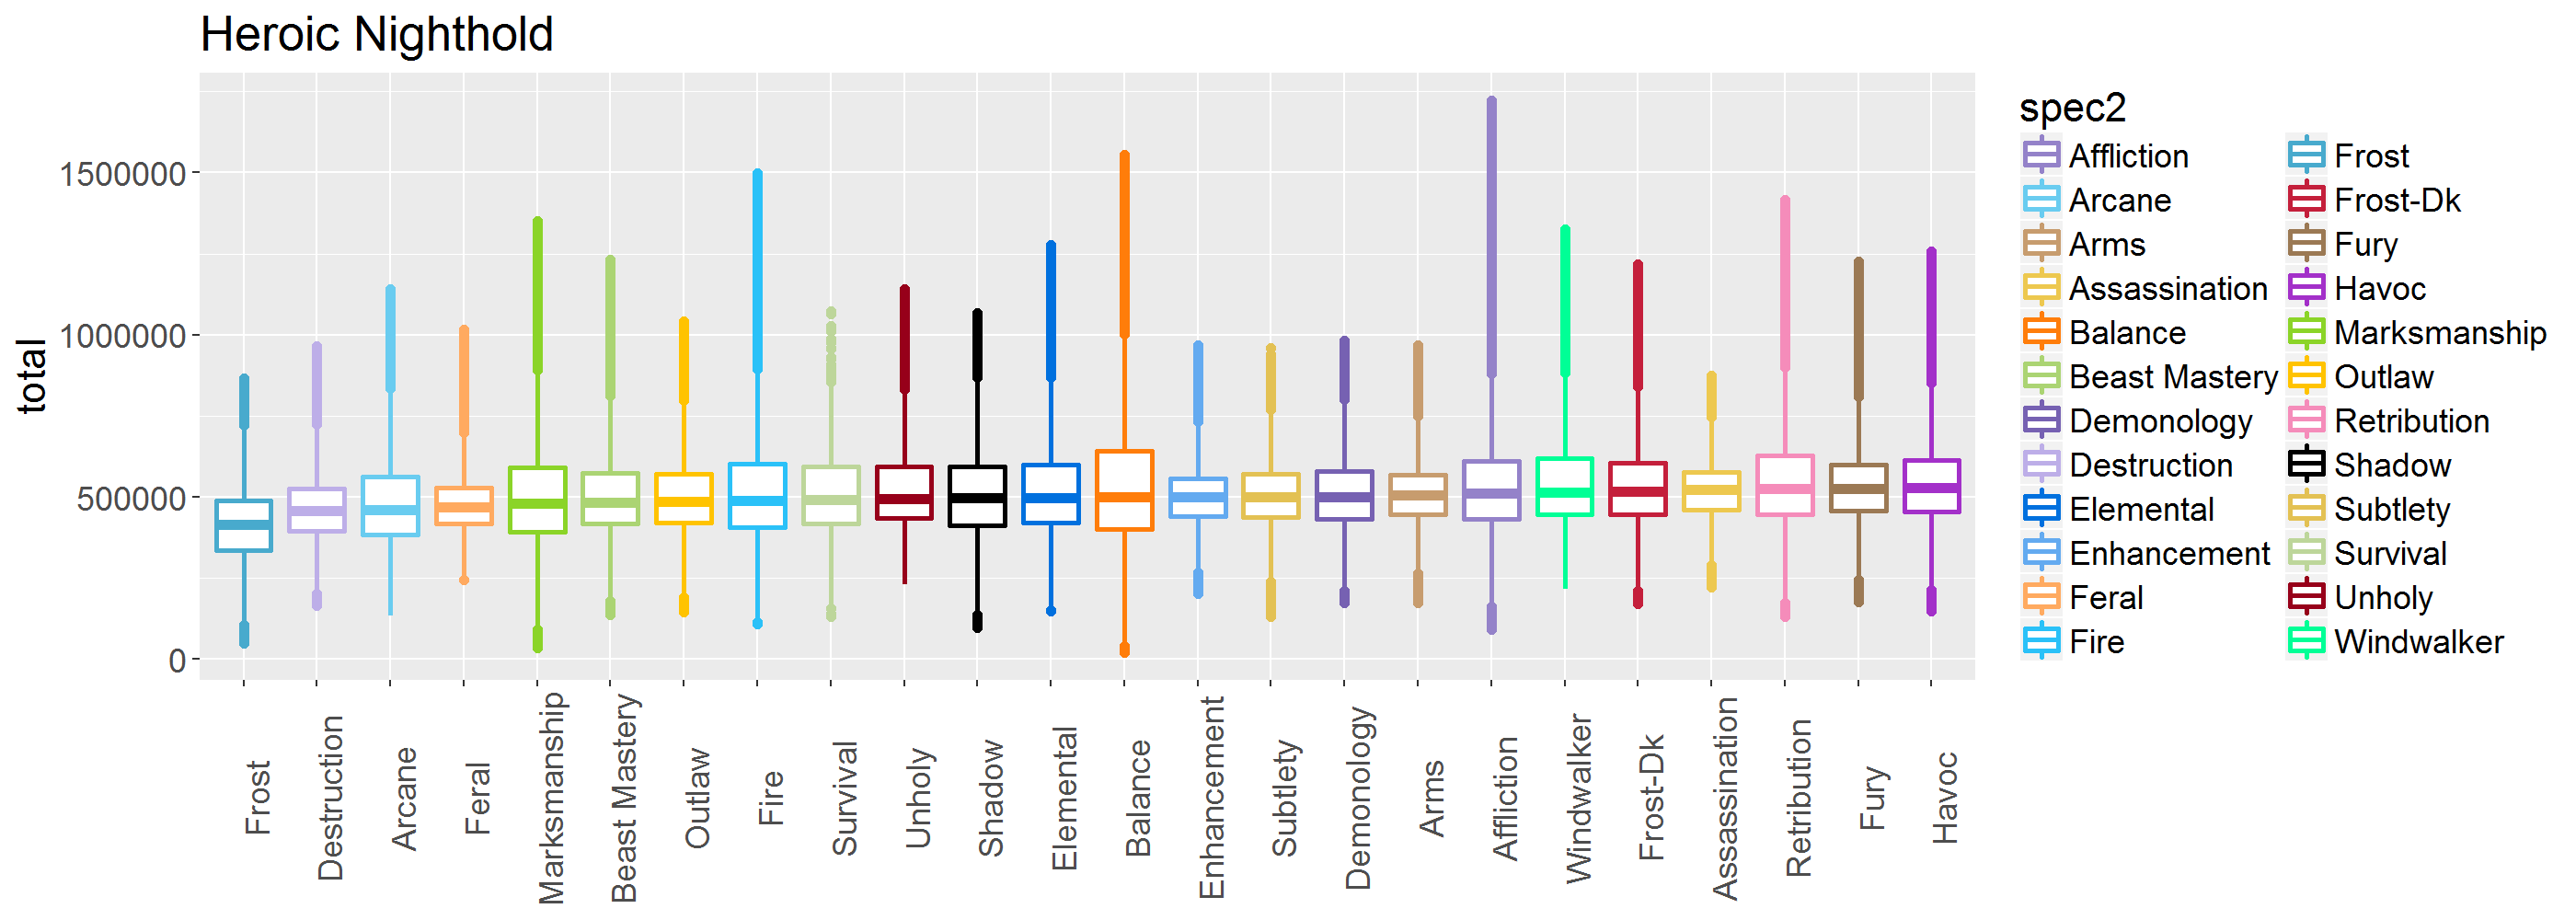 Heroic Nighthold
total
1500000
1000000
500000
0
Frost
Destruction
Arcane
Feral
Marksmanship
Beast Mastery
Outlaw
Fire
Survival
Unholy
Shadow
Elemental
Balance
Enhancement
Subtlety
Demonology
Arms
Affliction
Windwalker
Frost-Dk
Assassination
Retribution
Fury
Havoc
spec2
Affliction
Arcane
Arms
Assassination
Balance
Beast Mastery
Demonology
Destruction
Elemental
Enhancement
Feral
Fire
Frost
Frost-Dk
Fury
Havoc
Marksmanship
Outlaw
Retribution
Shadow
Subtlety
Survival
Unholy
Windwalker